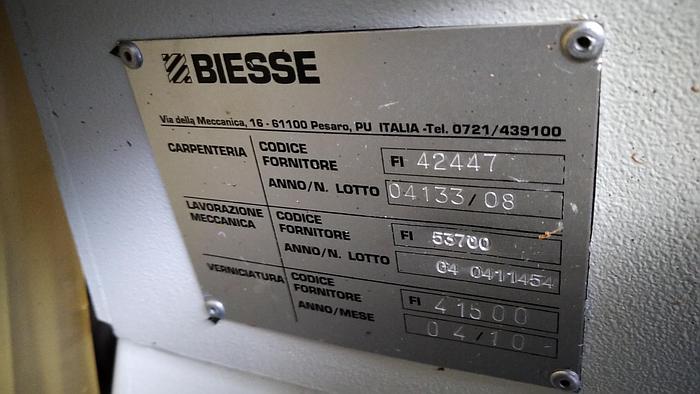 BIESSE
Via della Meccanica, 16 - 61100 Pesaro, PU ITALIA -Tel. 0721/439100
CARPENTERIA
CODICE FORNITORE FI 42447
ANNO/N. LOTTO 04133/08
LAVORAZIONE MECCANICA
CODICE FORNITORE FI 53700
ANNO/N. LOTTO 04 0411454
VERNICIATURA
CODICE FORNITORE FI 41500
ANNO/MESE 04/10